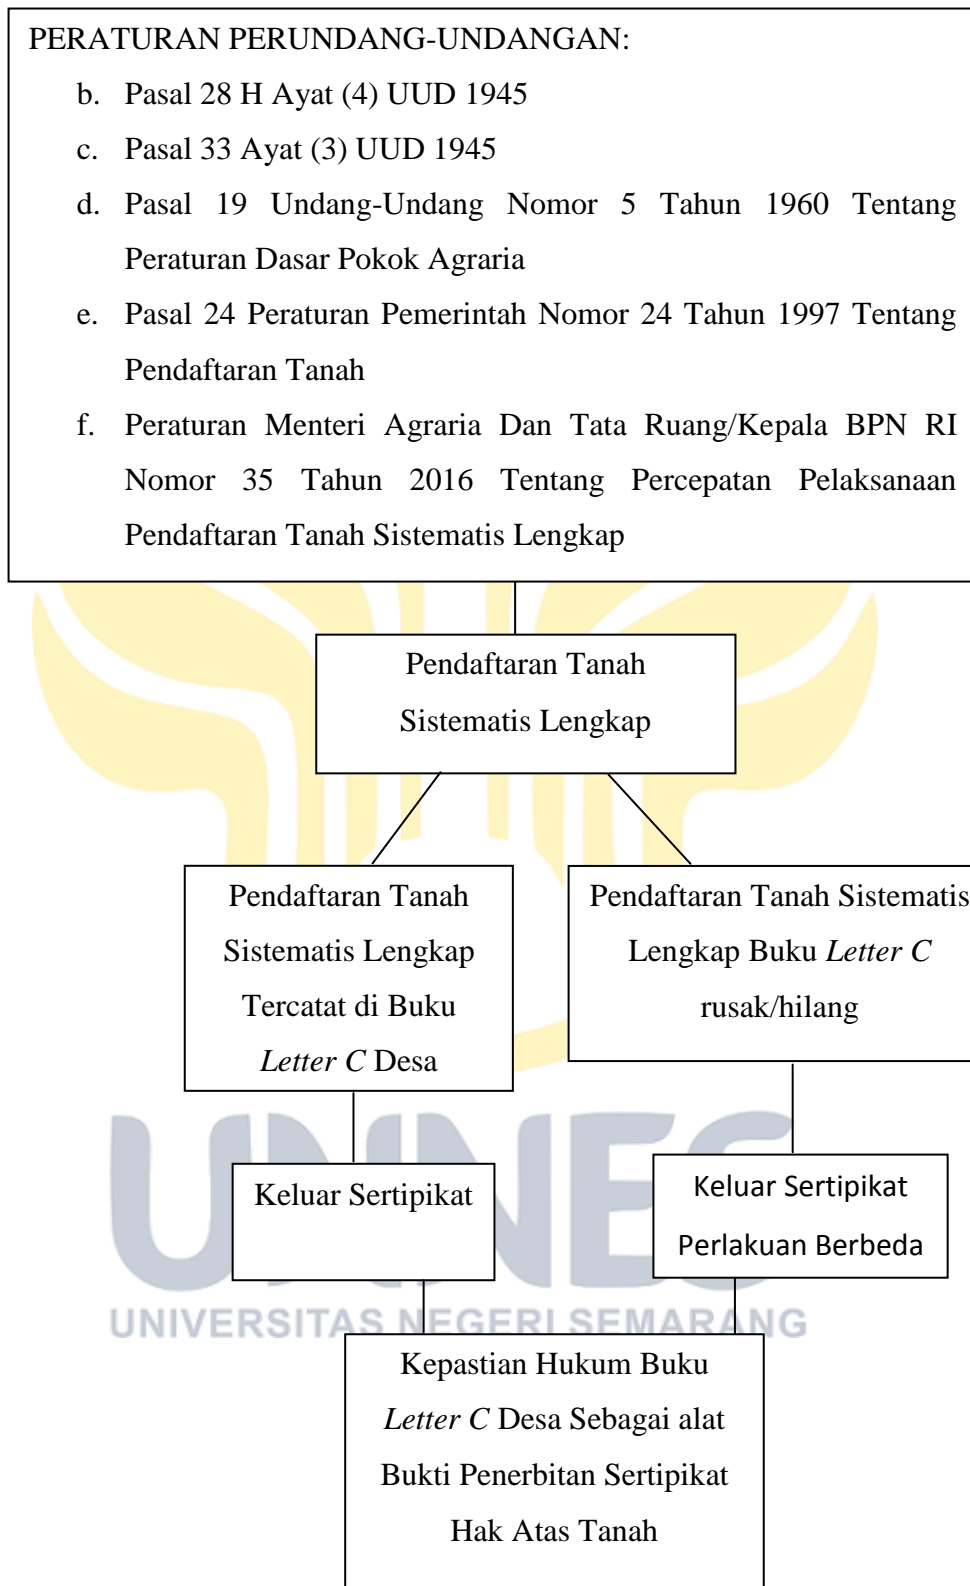 PERATURAN PERUNDANG-UNDANGAN:
b. Pasal 28 H Ayat (4) UUD 1945
c. Pasal 33 Ayat (3) UUD 1945
d. Pasal 19 Undang-Undang Nomor 5 Tahun 1960 Tentang
Peraturan Dasar Pokok Agraria
e. Pasal 24 Peraturan Pemerintah Nomor 24 Tahun 1997 Tentang
Pendaftaran Tanah
f. Peraturan Menteri Agraria Dan Tata Ruang/Kepala BPN RI
Nomor 35 Tahun 2016 Tentang Percepatan Pelaksanaan
Pendaftaran Tanah Sistematis Lengkap
Pendaftaran Tanah
Sistematis Lengkap
Pendaftaran Tanah
Sistematis Lengkap
Tercatat di Buku
Letter C Desa
Pendaftaran Tanah Sistematis
Lengkap Buku Letter C
rusak/hilang
Keluar Sertipikat
Keluar Sertipikat
Perlakuan Berbeda
UNNES
UNIVERSITAS NEGERI SEMARANG
Kepastian Hukum Buku
Letter C Desa Sebagai alat
Bukti Penerbitan Sertipikat
Hak Atas Tanah